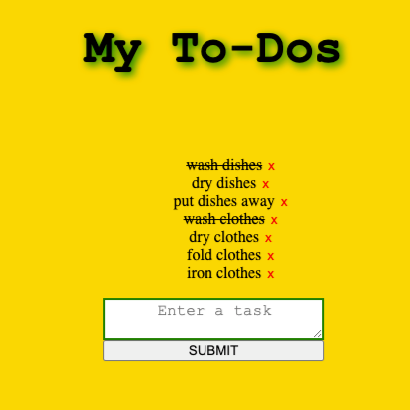 My To-Dos
wash dishes x
dry dishes x
put dishes away x
wash clothes x
dry clothes x
fold clothes x
iron clothes x
Enter a task
SUBMIT